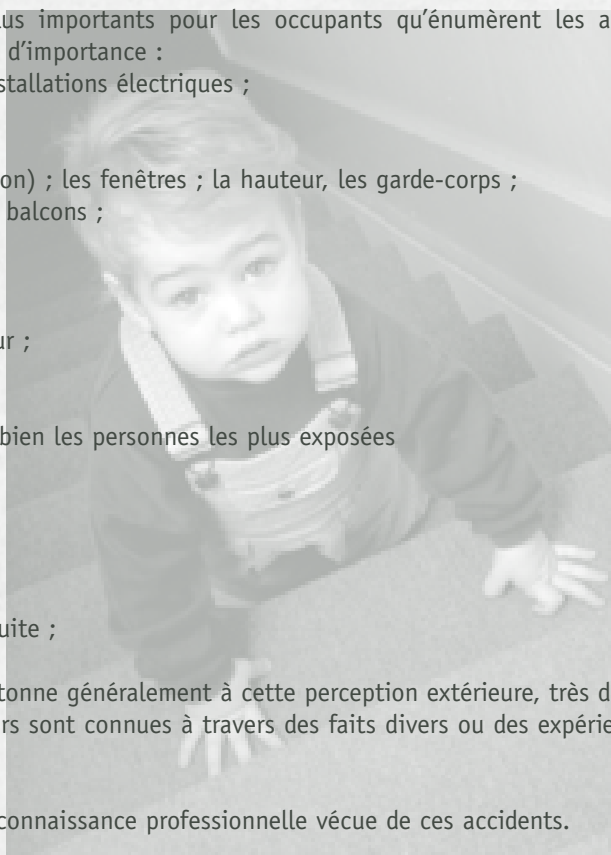 lus importants pour les occupants qu'énumèrent les a
d'importance :
stallations électriques ;
on) ; les fenêtres ; la hauteur, les garde-corps ;
balcons ;
ur ;
bien les personnes les plus exposées
uite ;
tonne généralement à cette perception extérieure, très d
rs sont connues à travers des faits divers ou des expérie
connaissance professionnelle vécue de ces accidents.